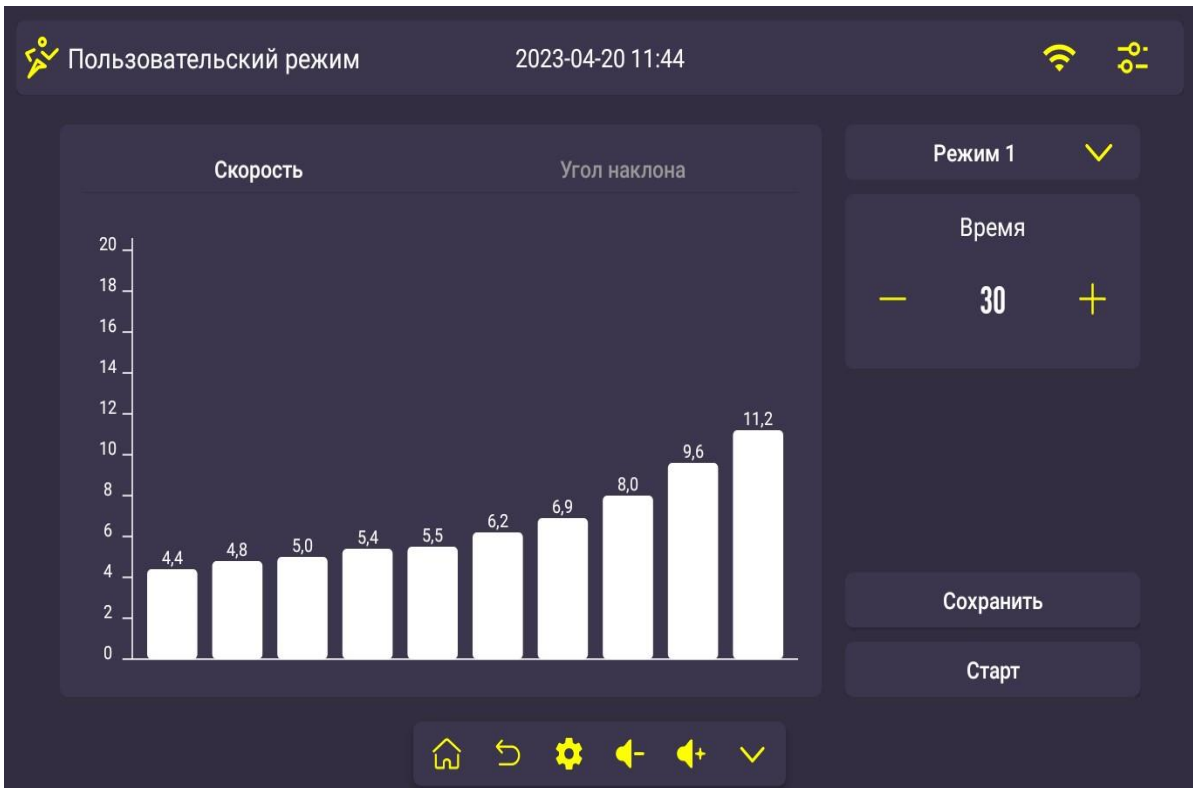 Пользовательский режим 2023-04-20 11:44
Скорость Угол наклона
Режим 1
Время
30
20
18
16
14
12
10
8
6
4
2
0
4,4 4,8 5,0 5,4 5,5 6,2 6,9 8,0 9,6 11,2
Сохранить
Старт